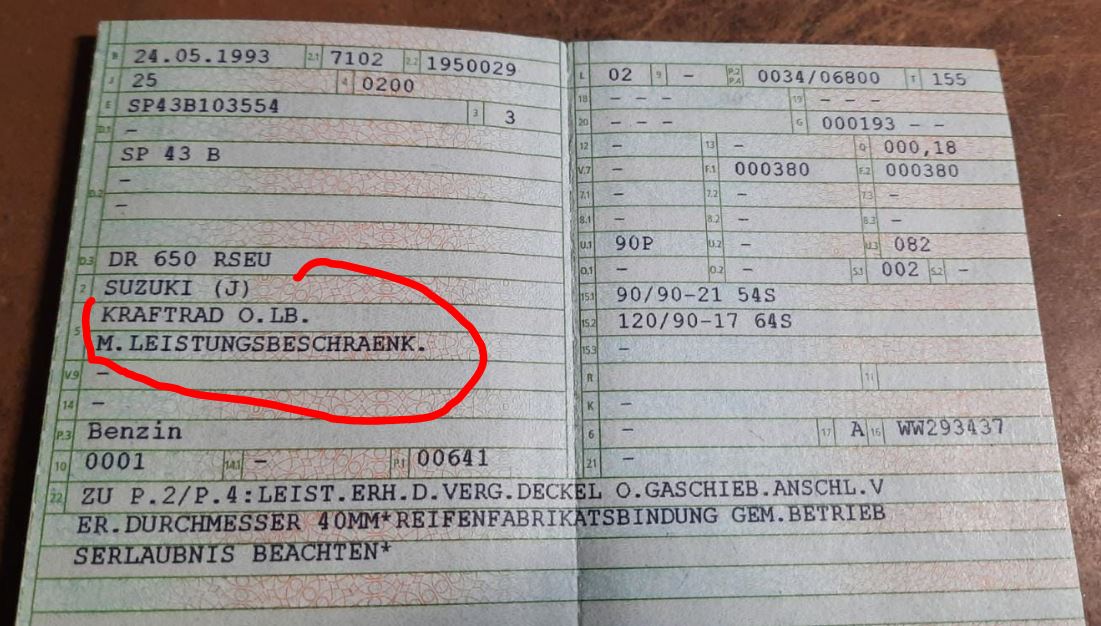 B 24.05.1993 2.1 7102 2.2 1950029
J 25 4 0200
E SP43B103554 3 3
D.1 –
SP 43 B
D.2 –
–
D.3 DR 650 RSEU
2 SUZUKI (J)
5 KRAFTRAD O.LB.
M.LEISTUNGSBESCHRAENK.
V.9 –
14 –
P.3 Benzin
10 0001 14.1 – P.1 00641
L 02 9 – P.2 P.4 0034/06800 T 155
18 – – – 19 – – –
20 – – – G 000193 – –
12 – 13 – Q 000,18
V.7 – F.1 000380 F.2 000380
7.1 – 7.2 – 7.3 –
8.1 – 8.2 – 8.3 –
U.1 90P U.2 – U.3 082
O.1 – O.2 – S.1 002 S.2 –
15.1 90/90-21 54S
15.2 120/90-17 64S
15.3 –
R – 11
K –
6 – 17 A 16 WW293437
21 –
22 ZU P.2/P.4:LEIST.ERH.D.VERG.DECKEL O.GASCHIEB.ANSCHL.V
ER.DURCHMESSER 40MM*REIFENFABRIKATSBINDUNG GEM.BETRIEB
SERLAUBNIS BEACHTEN*